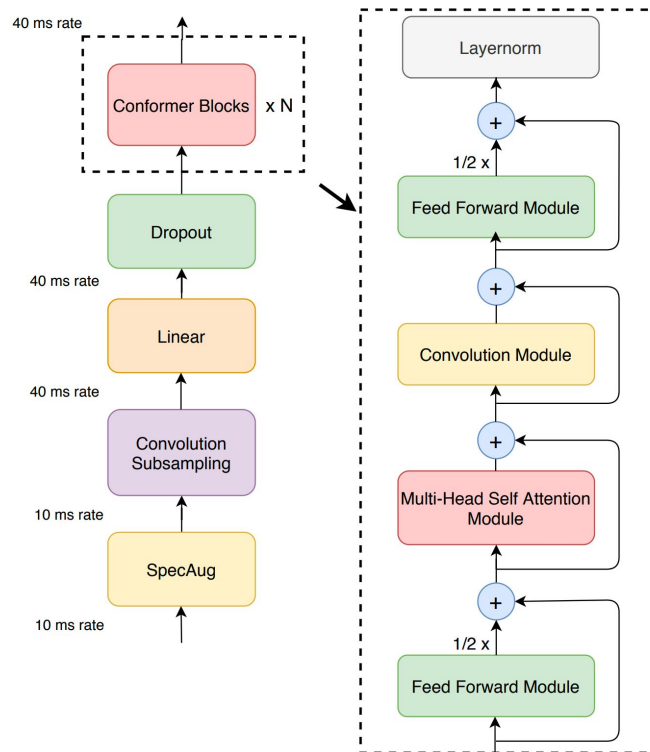 40 ms rate
Conformer Blocks
x N
Dropout
40 ms rate
Linear
40 ms rate
Convolution
Subsampling
10 ms rate
SpecAug
10 ms rate
Layernorm
+
1/2 x
Feed Forward Module
+
Convolution Module
+
Multi-Head Self Attention
Module
+
1/2 x
Feed Forward Module